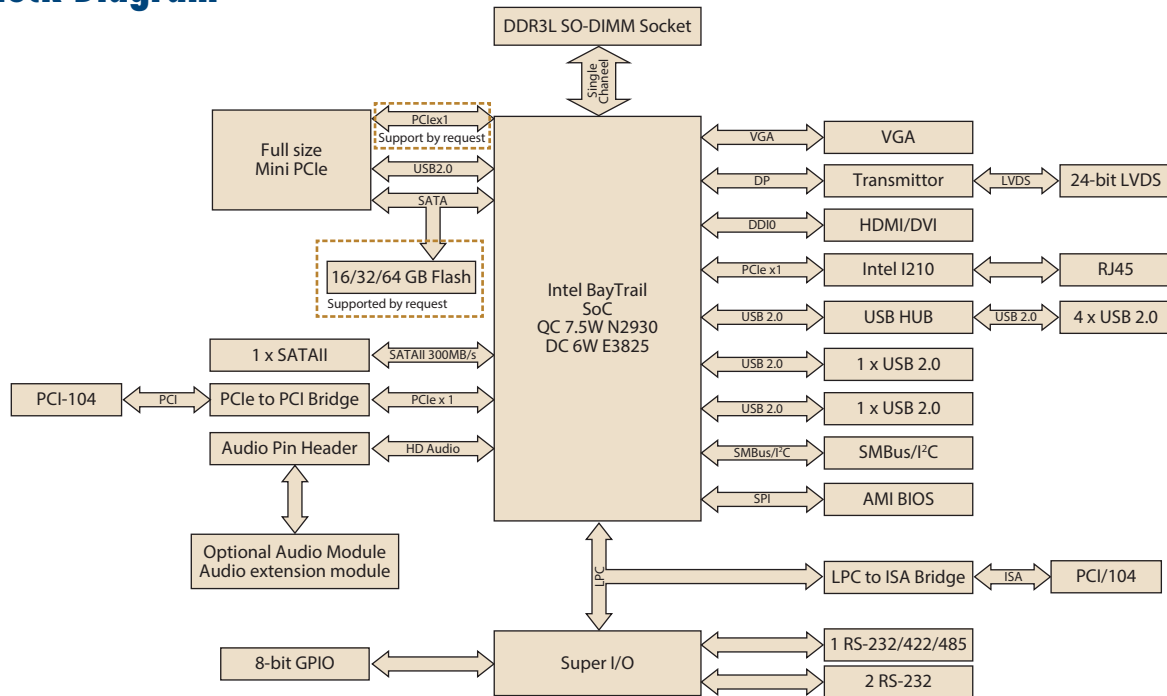 DDR3L SO-DIMM Socket
Single
Channel
PCIex1
Support by request
Full size
Mini PCIe
USB2.0
SATA
16/32/64 GB Flash
Supported by request
Intel BayTrail
SoC
QC 7.5W N2930
DC 6W E3825
VGA
VGA
DP
Transmittor
LVDS
24-bit LVDS
DDI0
HDMI/DVI
PCIe x1
Intel I210
RJ45
USB 2.0
USB HUB
USB 2.0
4 x USB 2.0
1 x SATAII
SATAII 300MB/s
USB 2.0
1 x USB 2.0
PCI-104
PCI
PCIe to PCI Bridge
PCIe x 1
USB 2.0
1 x USB 2.0
Audio Pin Header
HD Audio
SMBus/I²C
SMBus/I²C
SPI
AMI BIOS
Optional Audio Module
Audio extension module
LPC
LPC to ISA Bridge
ISA
PCI/104
8-bit GPIO
Super I/O
1 RS-232/422/485
2 RS-232